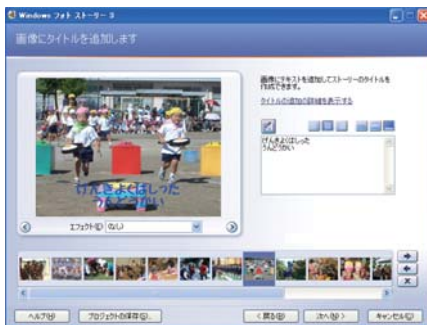 Windows フォト ストーリー 3
画像にタイトルを追加します
画像にテキストを追加してストーリーのタイトルを
作成できます。
タイトルの追加の詳細を表示する
げんきよくはしった
うんどうかい
げんきよくはしった
うんどうかい
エフェクト(E) (なし)
ヘルプ(H)
プロジェクトの保存(S)...
< 戻る(B)
次へ(N) >
キャンセル(C)